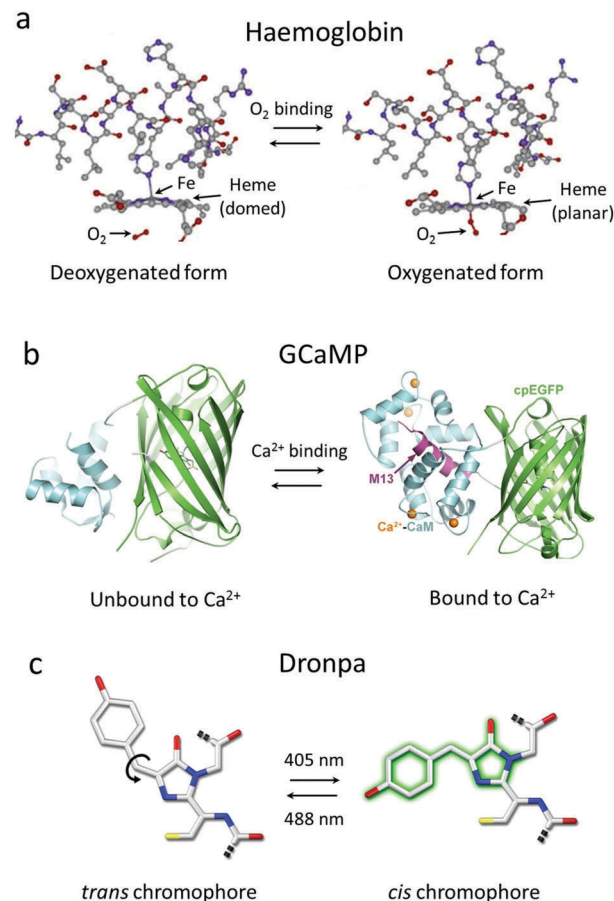 a
Haemoglobin
O₂ binding
Fe
Heme
(domed)
O₂
Deoxygenated form
Fe
Heme
(planar)
O₂
Oxygenated form
b
GCaMP
Ca²⁺ binding
cpEGFP
M13
Ca²⁺-CaM
Unbound to Ca²⁺
Bound to Ca²⁺
c
Dronpa
405 nm
488 nm
trans chromophore
cis chromophore